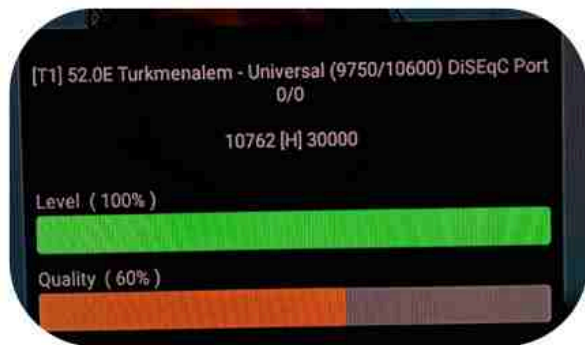 [T1] 52.0E Turkmenalem - Universal (9750/10600) DiSEqC Port
0/0
10762 [H] 30000
Level ( 100% )
Quality ( 60% )